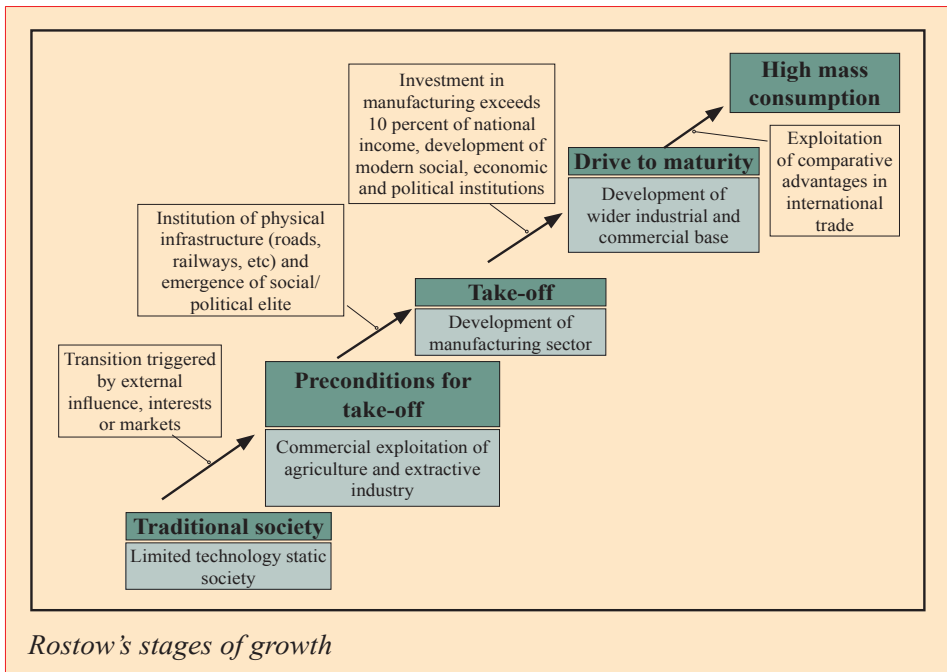 High mass
consumption
Investment in
manufacturing exceeds
10 percent of national
income, development of
modern social, economic
and political institutions
Exploitation
of comparative
advantages in
international
trade
Drive to maturity
Development of
wider industrial and
commercial base
Institution of physical
infrastructure (roads,
railways, etc) and
emergence of social/
political elite
Take-off
Development of
manufacturing sector
Transition triggered
by external
influence, interests
or markets
Preconditions for
take-off
Commercial exploitation of
agriculture and extractive
industry
Traditional society
Limited technology static
society
Rostow’s stages of growth